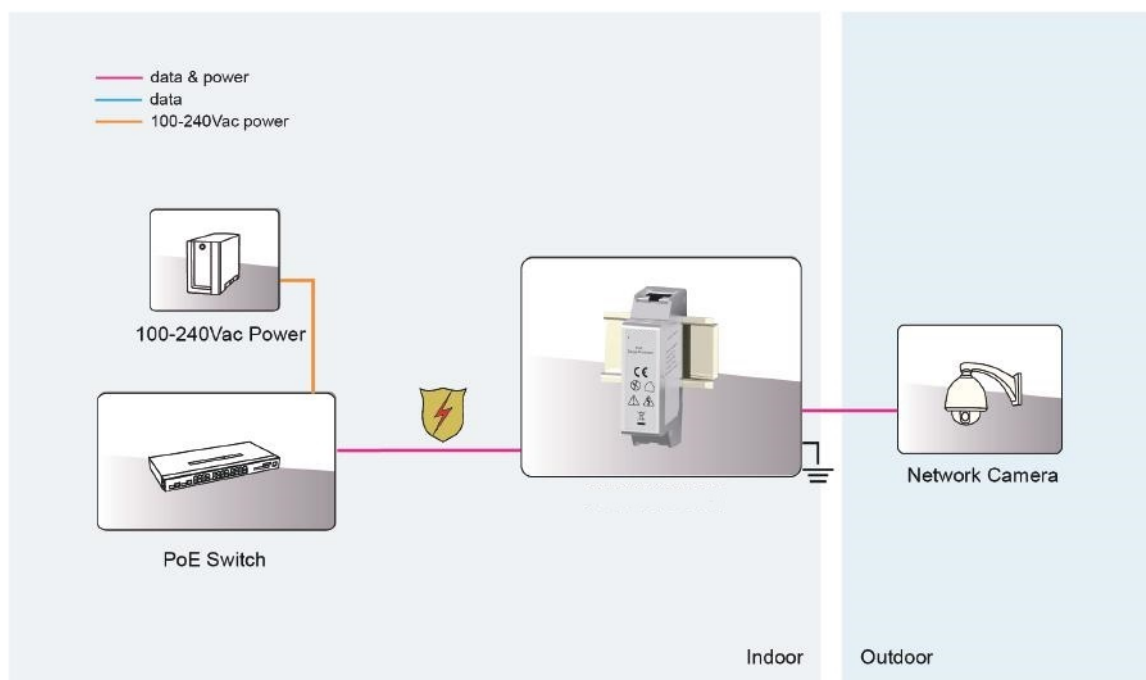 data & power
data
100-240Vac power
100-240Vac Power
PoE Switch
CE
Network Camera
Indoor
Outdoor